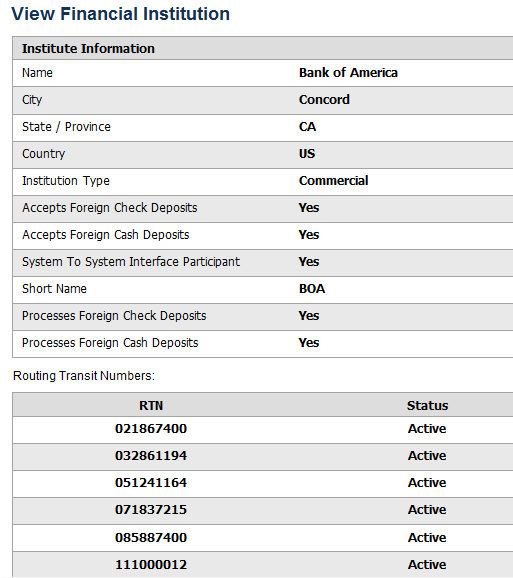 View Financial Institution
Institute Information
Name Bank of America
City Concord
State / Province CA
Country US
Institution Type Commercial
Accepts Foreign Check Deposits Yes
Accepts Foreign Cash Deposits Yes
System To System Interface Participant Yes
Short Name BOA
Processes Foreign Check Deposits Yes
Processes Foreign Cash Deposits Yes
Routing Transit Numbers:
RTN Status
021867400 Active
032861194 Active
051241164 Active
071837215 Active
085887400 Active
111000012 Active